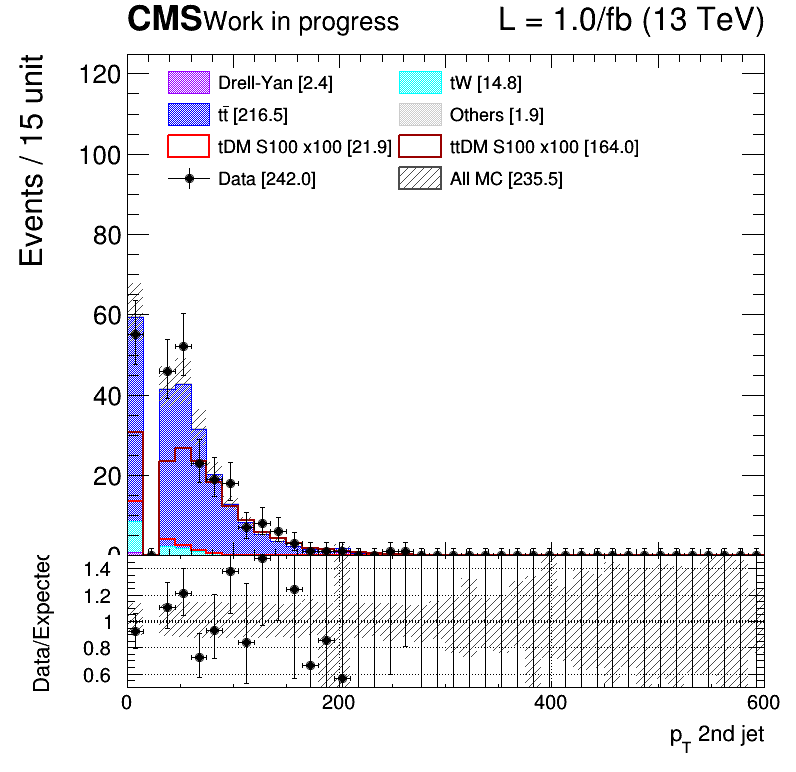 CMS Work in progress L = 1.0/fb (13 TeV)
Events / 15 unit
120
100
80
60
40
20
0
Drell-Yan [2.4] tW [14.8]
tt̄ [216.5] Others [1.9]
tDM S100 x100 [21.9] ttDM S100 x100 [164.0]
Data [242.0] All MC [235.5]
Data/Expected
1.4
1.2
1
0.8
0.6
0 200 400 600
p_T 2nd jet